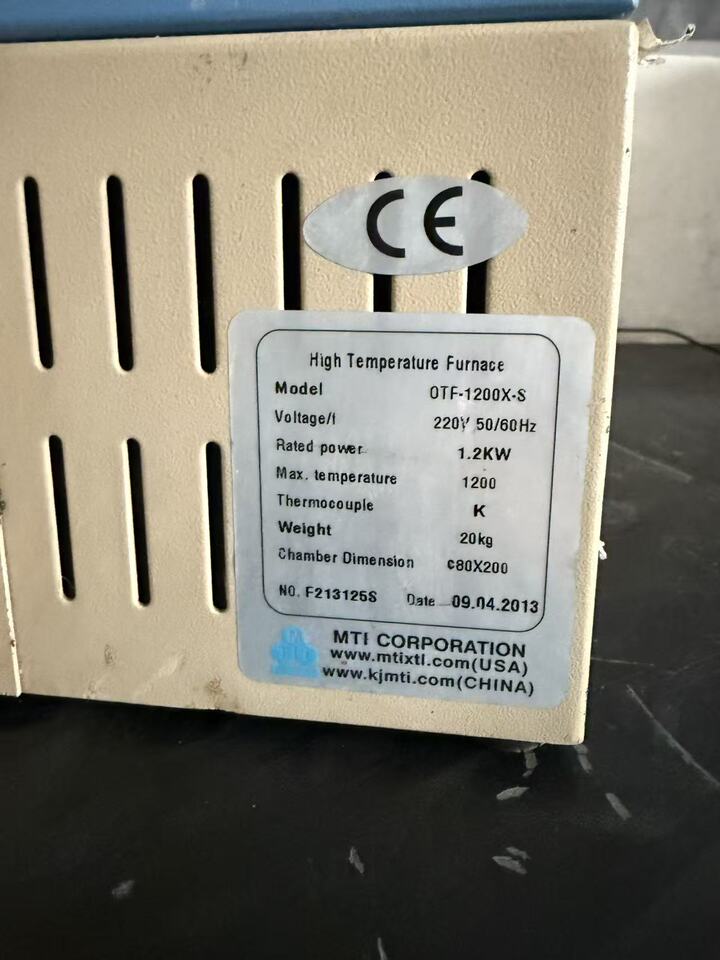 CE
High Temperature Furnace
Model OTF-1200X-S
Voltage/f 220V 50/60Hz
Rated power 1.2KW
Max. temperature 1200
Thermocouple K
Weight 20kg
Chamber Dimension ¢80X200
NO. F213125S Date 09.04.2013
MTI CORPORATION
www.mtixtl.com(USA)
www.kjmti.com(CHINA)